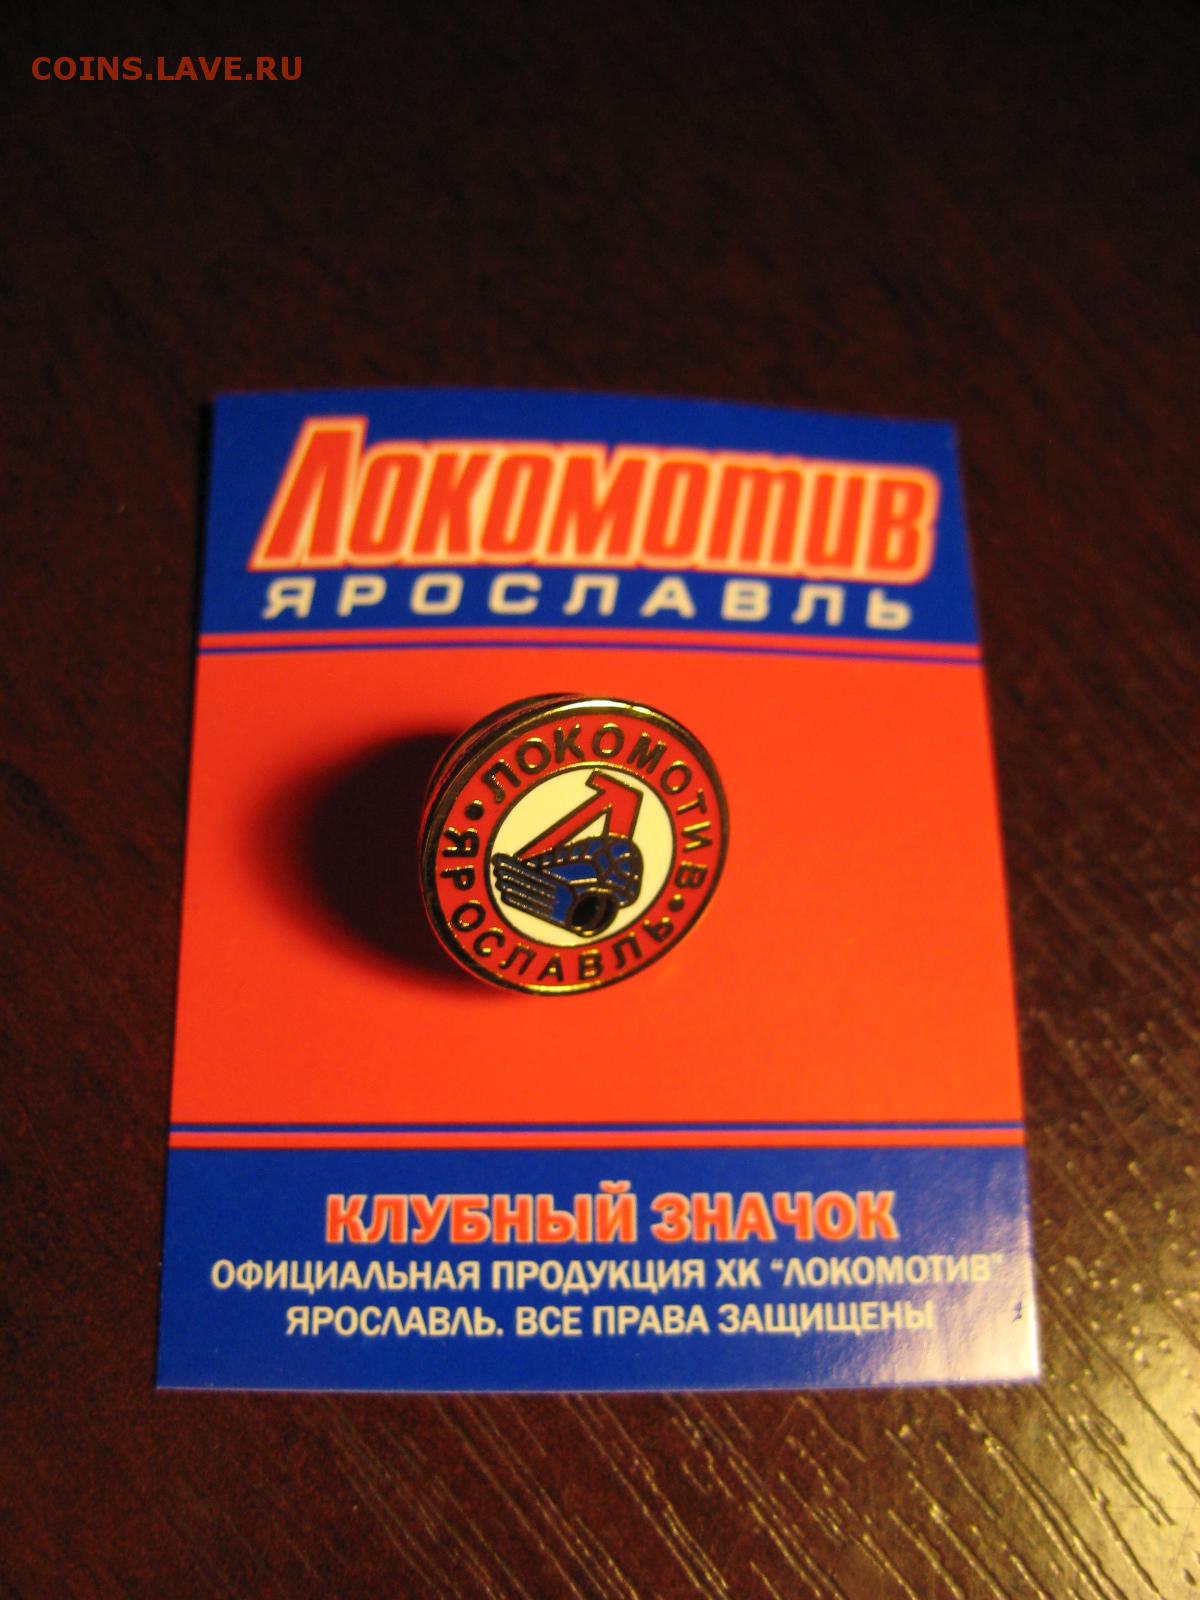 COINS.LAVE.RU
Локомотив
ЯРОСЛАВЛЬ
• ЛОКОМОТИВ •
ЯРОСЛАВЛЬ
КЛУБНЫЙ ЗНАЧОК
ОФИЦИАЛЬНАЯ ПРОДУКЦИЯ ХК “ЛОКОМОТИВ”
ЯРОСЛАВЛЬ. ВСЕ ПРАВА ЗАЩИЩЕНЫ